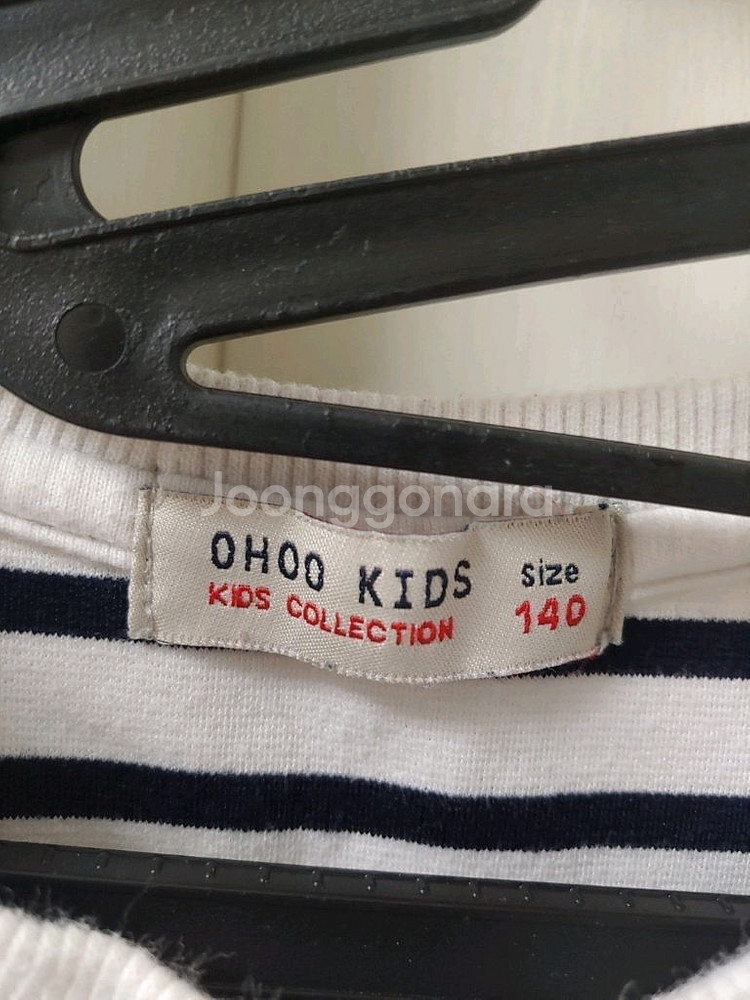 Joonggonara
OHOO KIDS
KIDS COLLECTION
Size
140